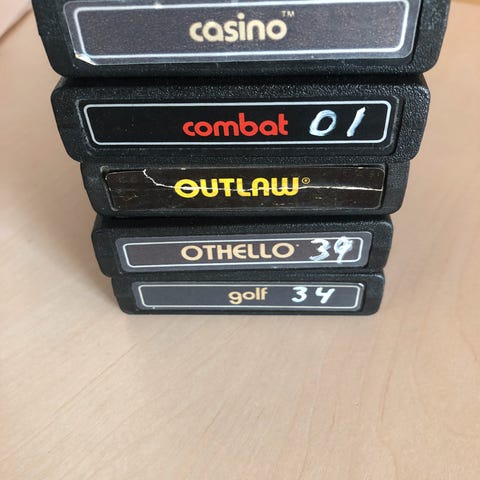 casino™
combat 01
OUTLAW®
OTHELLO 39
golf 34